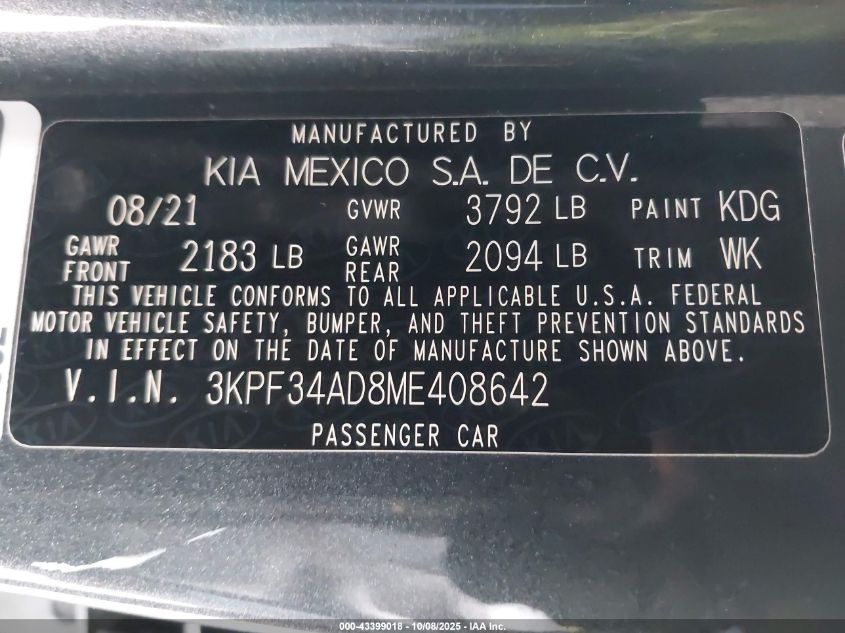 MANUFACTURED BY
KIA MEXICO S.A. DE C.V.
08/21 GVWR 3792 LB PAINT KDG
GAWR FRONT 2183 LB GAWR REAR 2094 LB TRIM WK
THIS VEHICLE CONFORMS TO ALL APPLICABLE U.S.A. FEDERAL
MOTOR VEHICLE SAFETY, BUMPER, AND THEFT PREVENTION STANDARDS
IN EFFECT ON THE DATE OF MANUFACTURE SHOWN ABOVE.
V.I.N. 3KPF34AD8ME408642
PASSENGER CAR
000-43399018 - 10/08/2025 - IAA Inc.